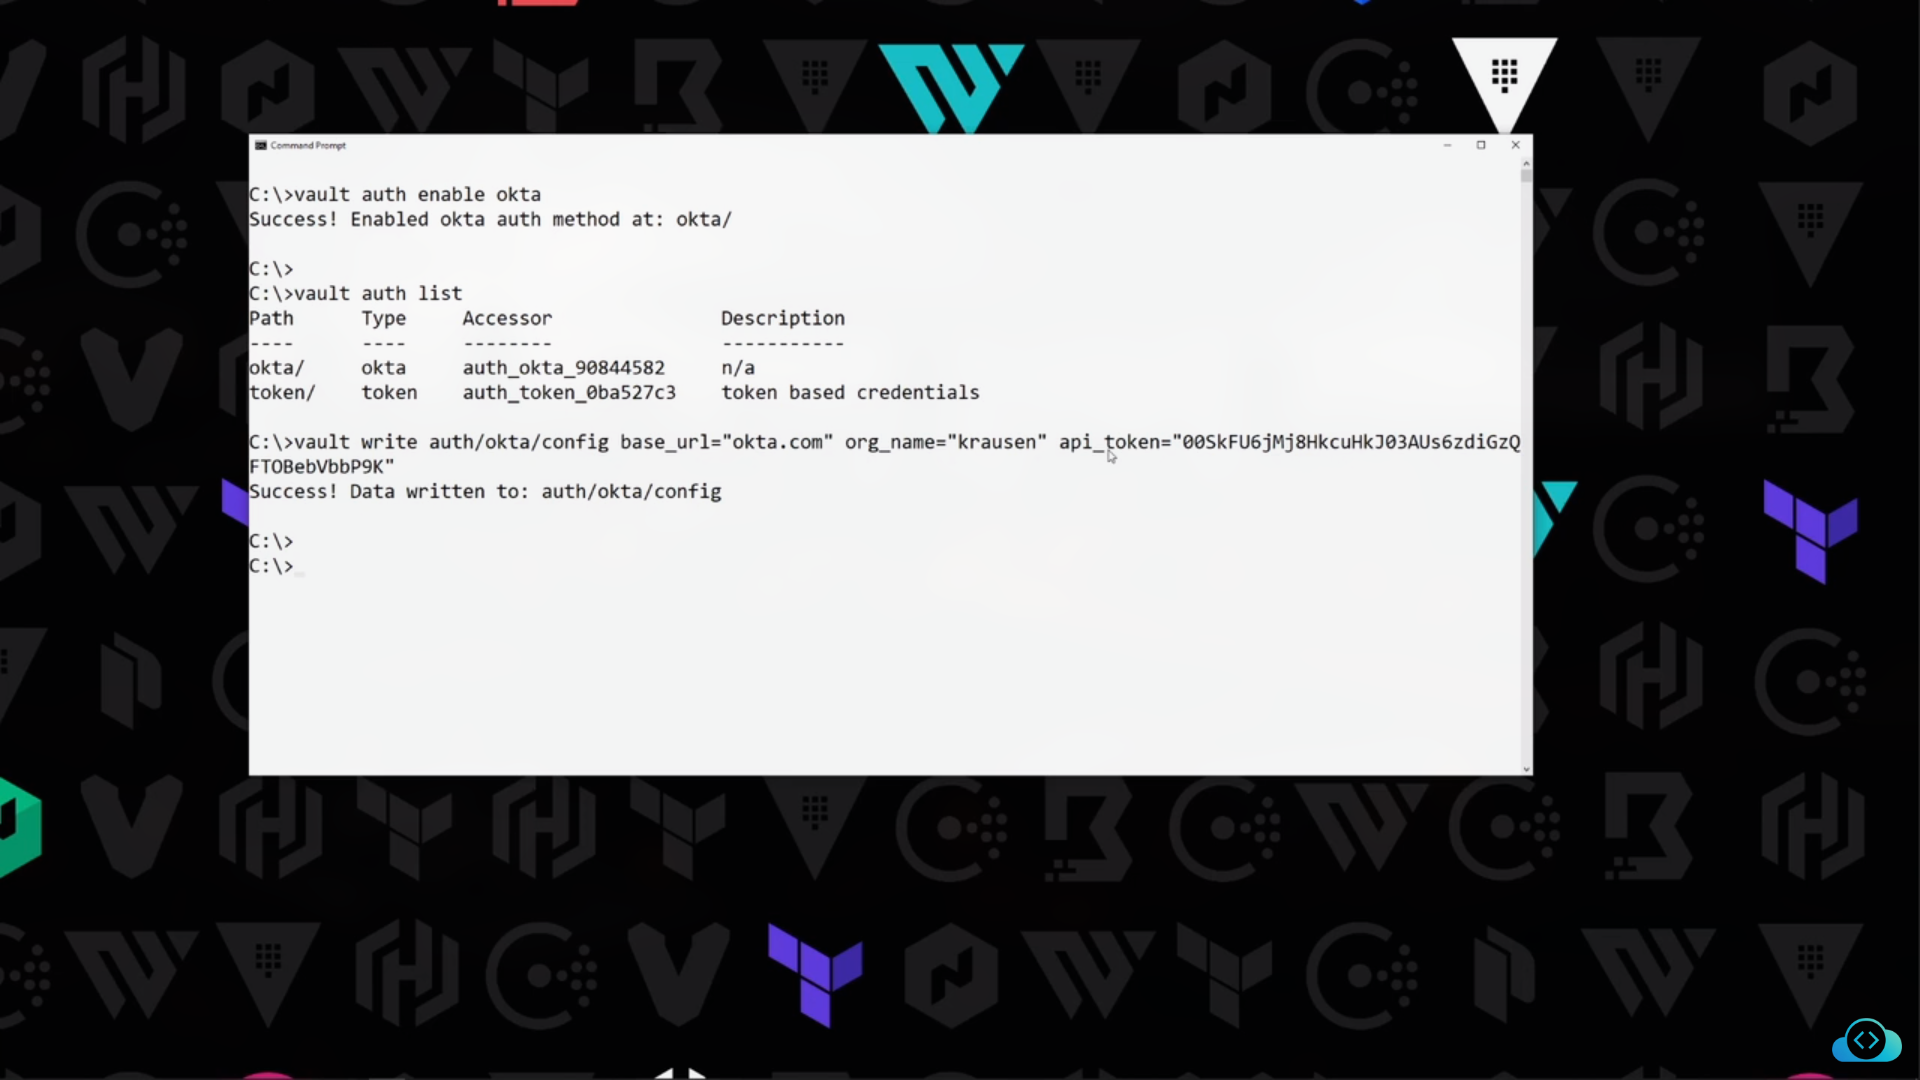 Command Prompt
C:\>vault auth enable okta
Success! Enabled okta auth method at: okta/
C:\>
C:\>vault auth list
Path      Type     Accessor               Description
----      ----     --------               -----------
okta/     okta     auth_okta_90844582     n/a
token/    token    auth_token_0ba527c3    token based credentials
C:\>vault write auth/okta/config base_url="okta.com" org_name="krausen" api_token="00SkFU6jMj8HkcuHkJ03AUs6zdiGzQ
FTOBebVbbP9K"
Success! Data written to: auth/okta/config
C:\>
C:\>